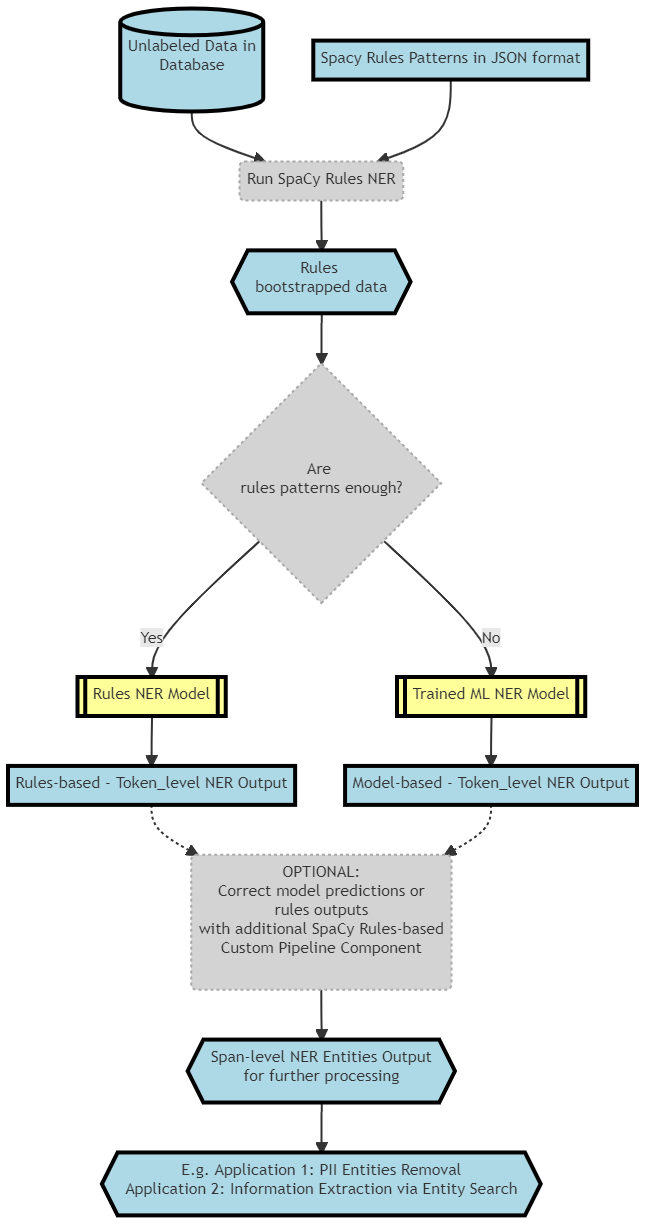 Unlabeled Data in
Database
Spacy Rules Patterns in JSON format
Run SpaCy Rules NER
Rules
bootstrapped data
Are
rules patterns enough?
Yes
No
Rules NER Model
Trained ML NER Model
Rules-based - Token_level NER Output
Model-based - Token_level NER Output
OPTIONAL:
Correct model predictions or
rules outputs
with additional SpaCy Rules-based
Custom Pipeline Component
Span-level NER Entities Output
for further processing
E.g. Application 1: PII Entities Removal
Application 2: Information Extraction via Entity Search